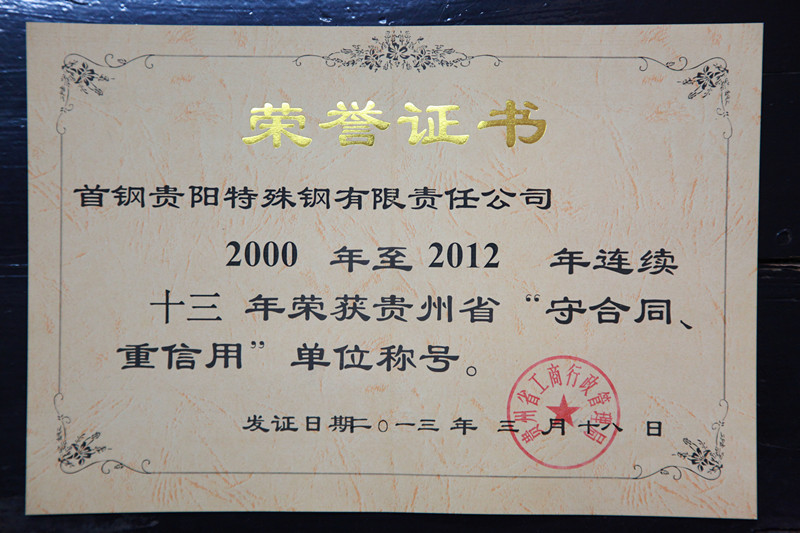 荣誉证书
首钢贵阳特殊钢有限责任公司
2000 年至 2012 年连续
十三 年荣获贵州省“守合同、
重信用”单位称号。
贵州省工商行政管理局
发证日期二〇一三年 三 月十八日